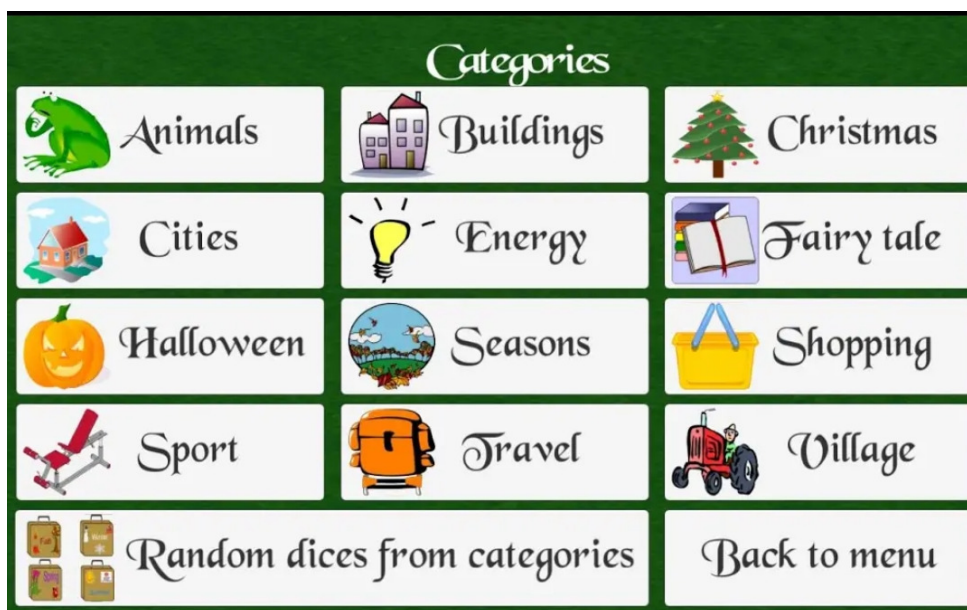 Categories
Animals
Buildings
Christmas
Cities
Energy
Fairy tale
Halloween
Seasons
Shopping
Sport
Travel
Village
Random dices from categories
Back to menu